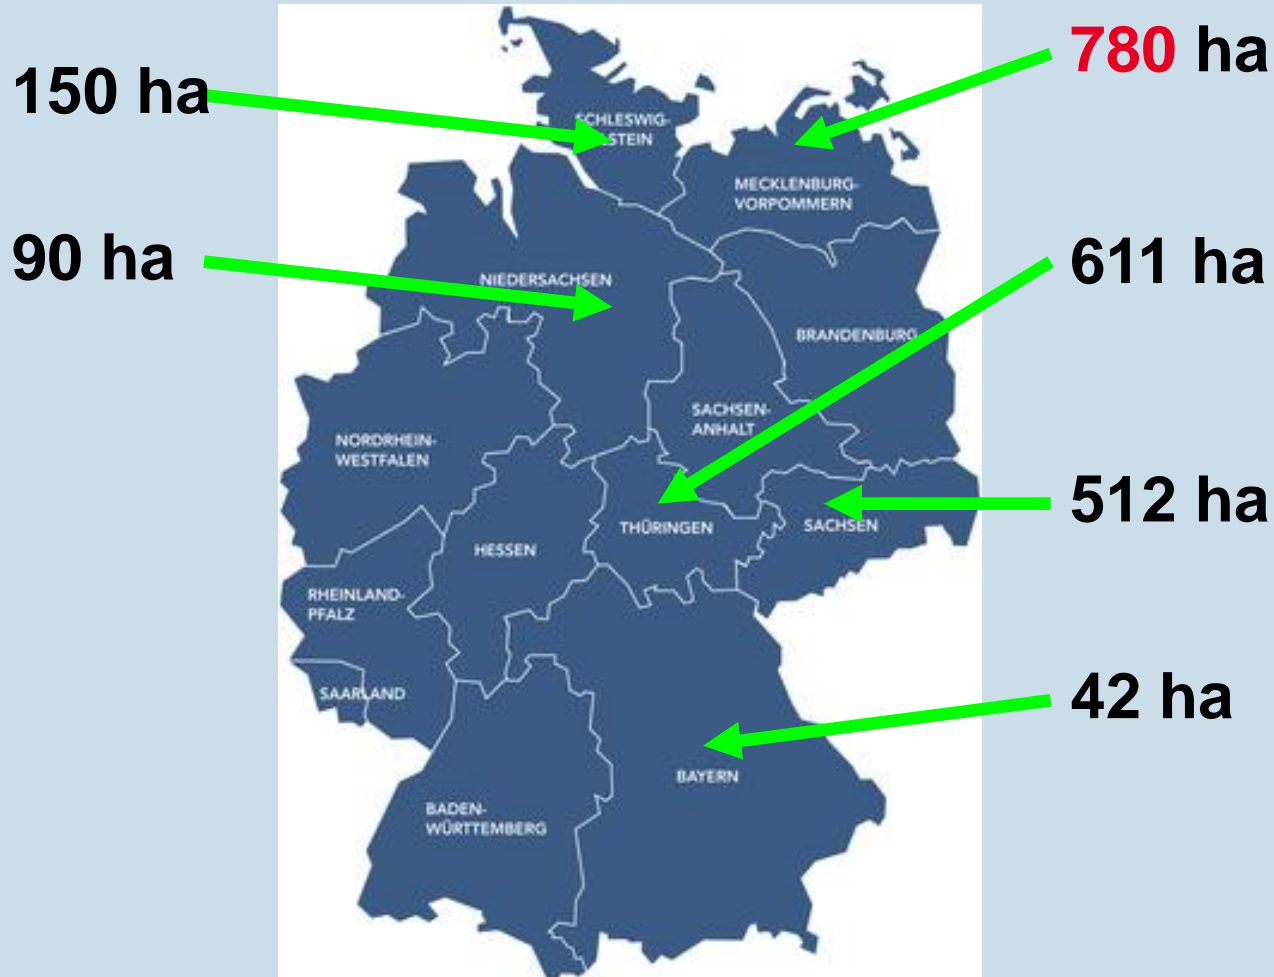 780 ha
150 ha
SCHLESWIG-
STEIN
MECKLENBURG-
VORPOMMERN
90 ha
611 ha
NIEDERSACHSEN
BRANDENBURG
SACHSEN-
ANHALT
NORDRHEIN-
WESTFALEN
512 ha
THÜRINGEN
SACHSEN
HESSEN
RHEINLAND-
PFALZ
SAARLAND
42 ha
BAYERN
BADEN-
WÜRTTEMBERG